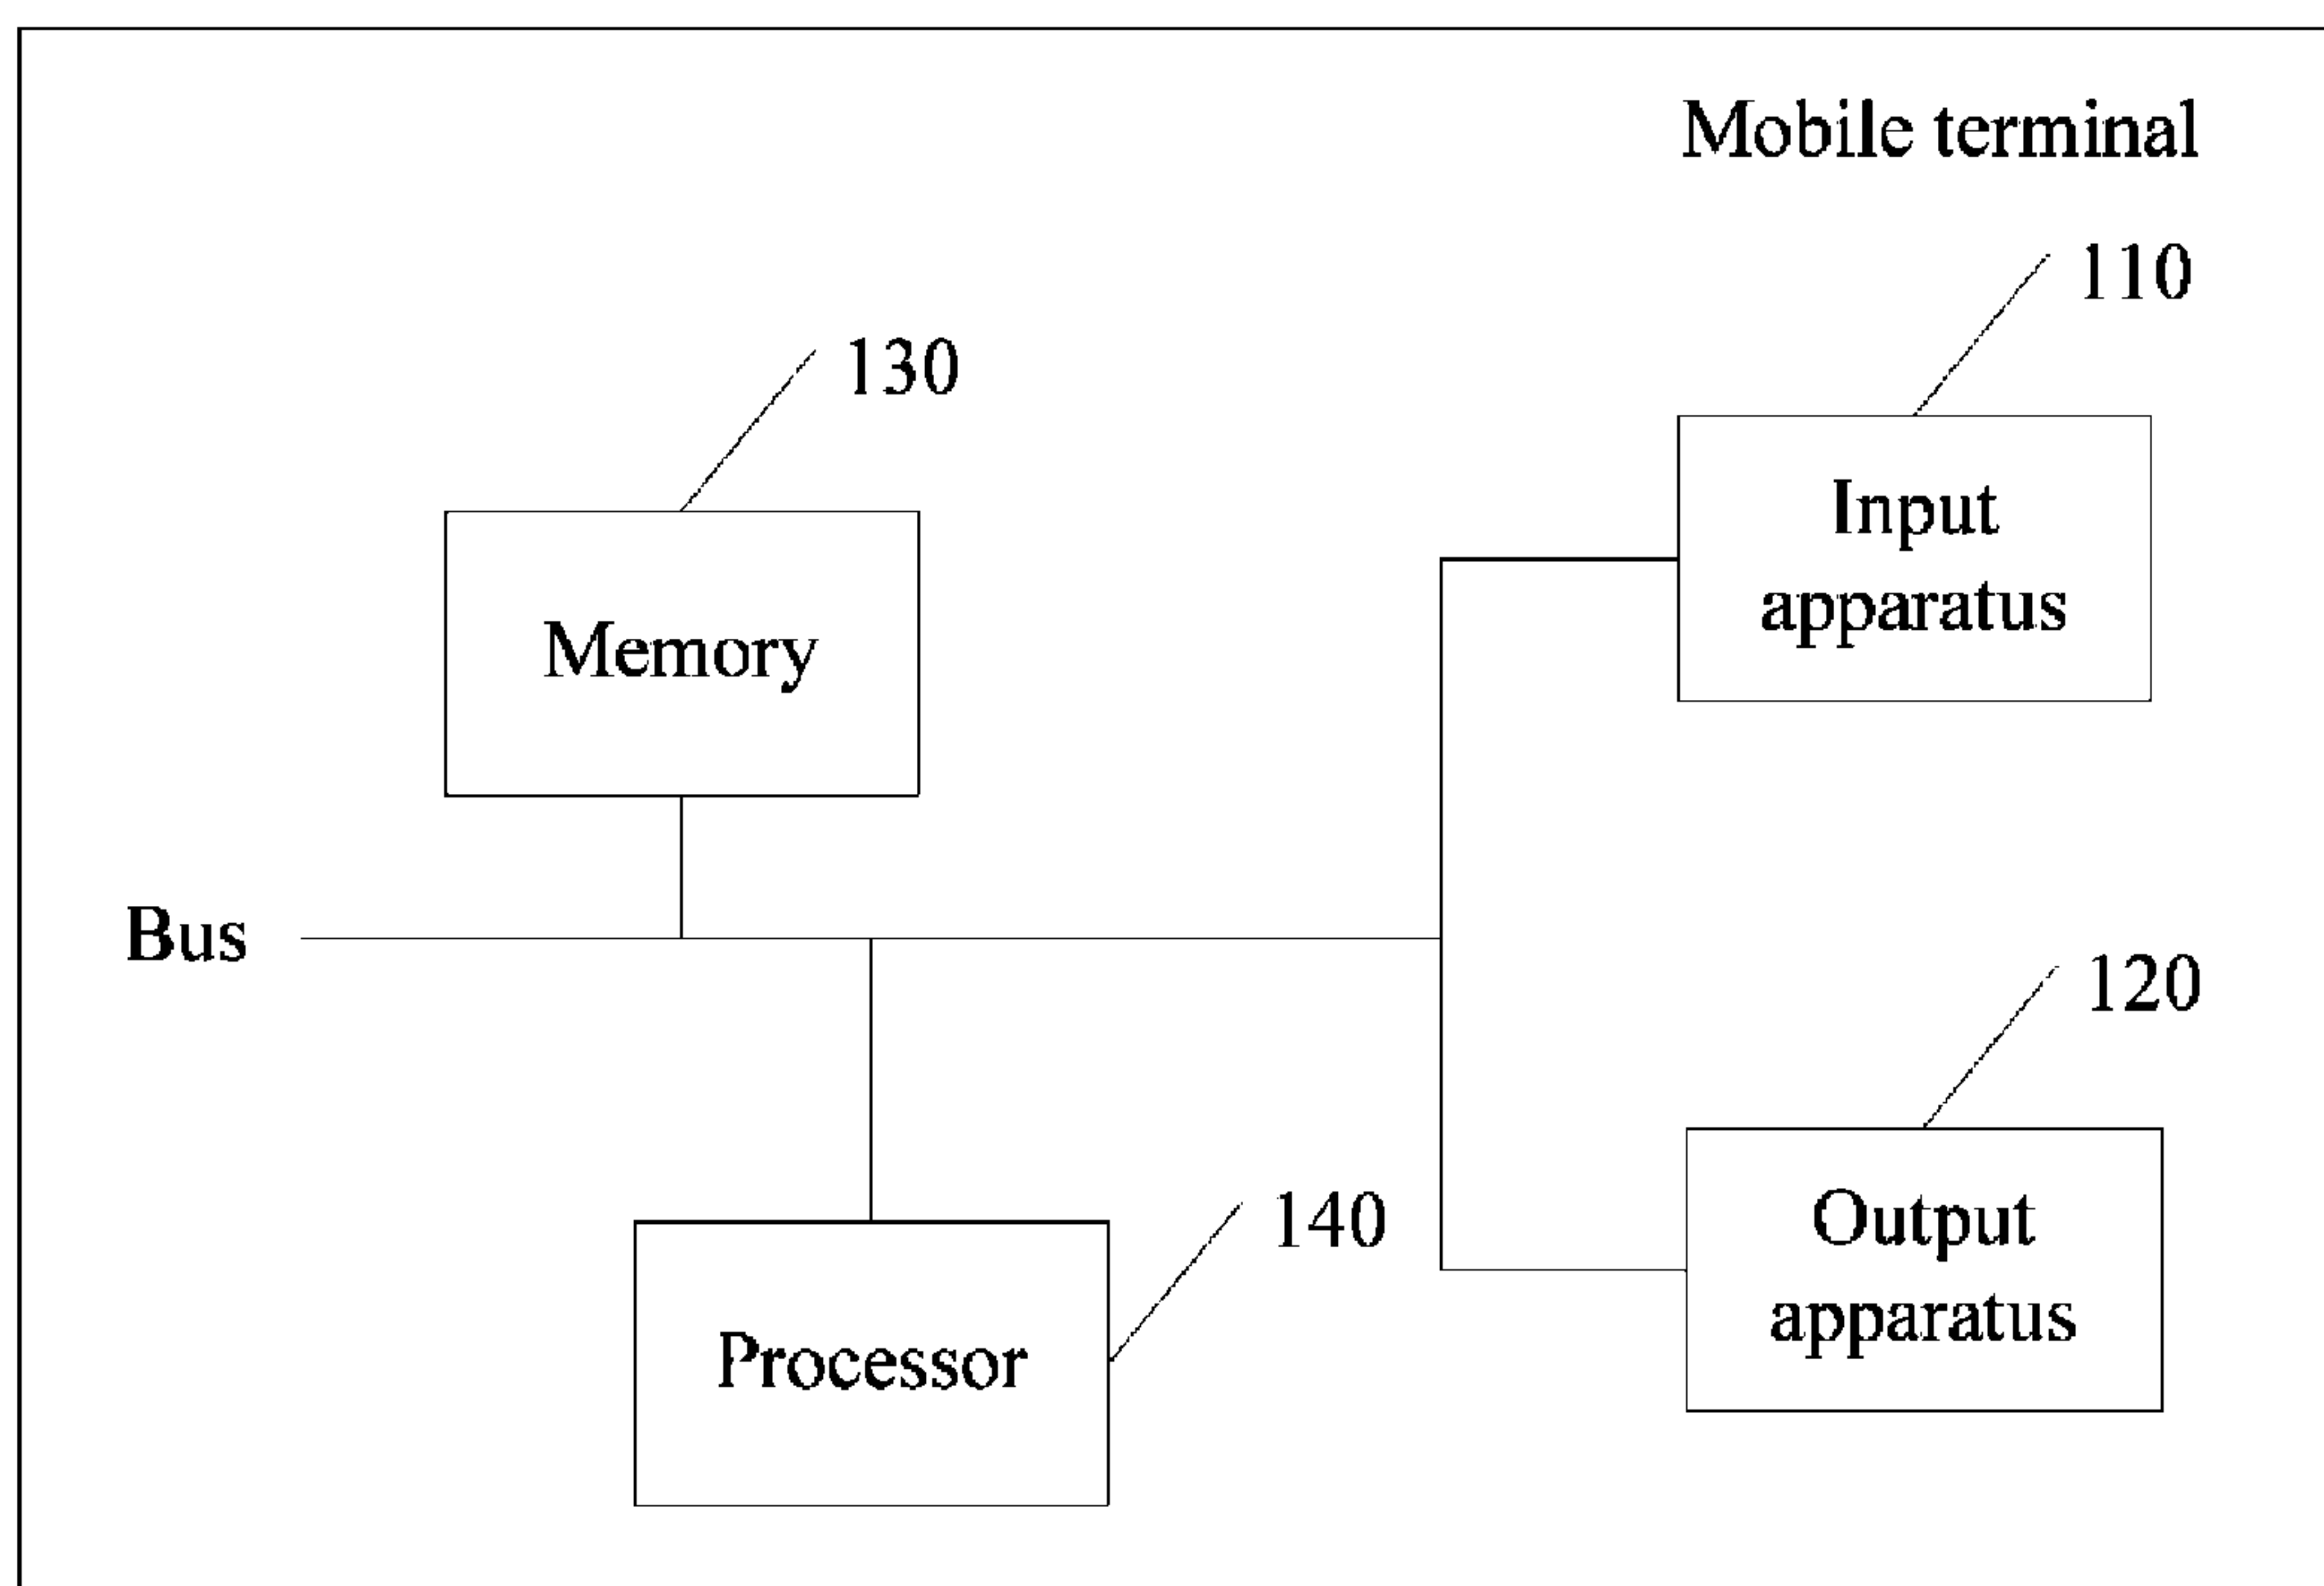 Mobile terminal
110
130
Input
apparatus
Memory
Bus
120
140
Output
apparatus
Processor